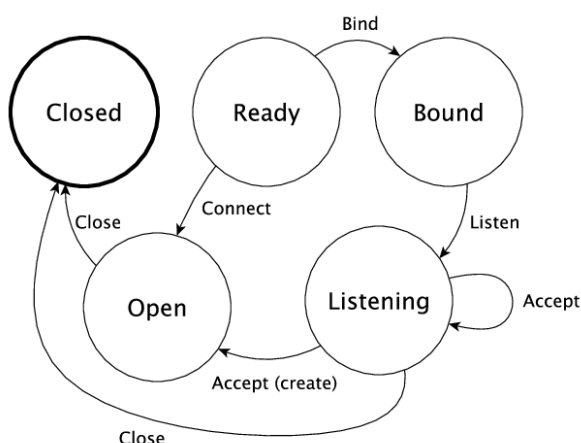 Bind
Closed
Ready
Bound
Close
Connect
Listen
Open
Listening
Accept
Accept (create)
Close